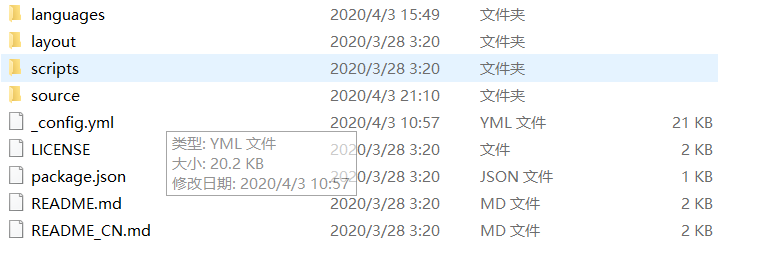 languages 2020/4/3 15:49 文件夹
layout 2020/3/28 3:20 文件夹
scripts 2020/3/28 3:20 文件夹
source 2020/4/3 21:10 文件夹
_config.yml 2020/4/3 10:57 YML 文件 21 KB
类型: YML 文件
LICENSE 2020/3/28 3:20 文件 2 KB
大小: 20.2 KB
package.json 2020/3/28 3:20 JSON 文件 1 KB
修改日期: 2020/4/3 10:57
README.md 2020/3/28 3:20 MD 文件 2 KB
README_CN.md 2020/3/28 3:20 MD 文件 2 KB